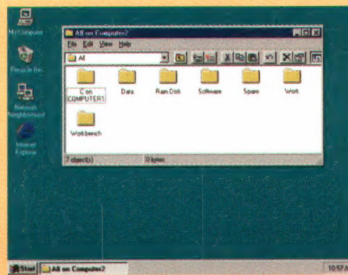 My Computer
Recycle Bin
Network Neighborhood
Internet Explorer
All on Computer2
File Edit View Help
All
C on COMPUTER1
Data
Ram Disk
Software
Spare
Work
Workbench
7 object(s)
0 bytes
Start
All on Computer2
10:57 A